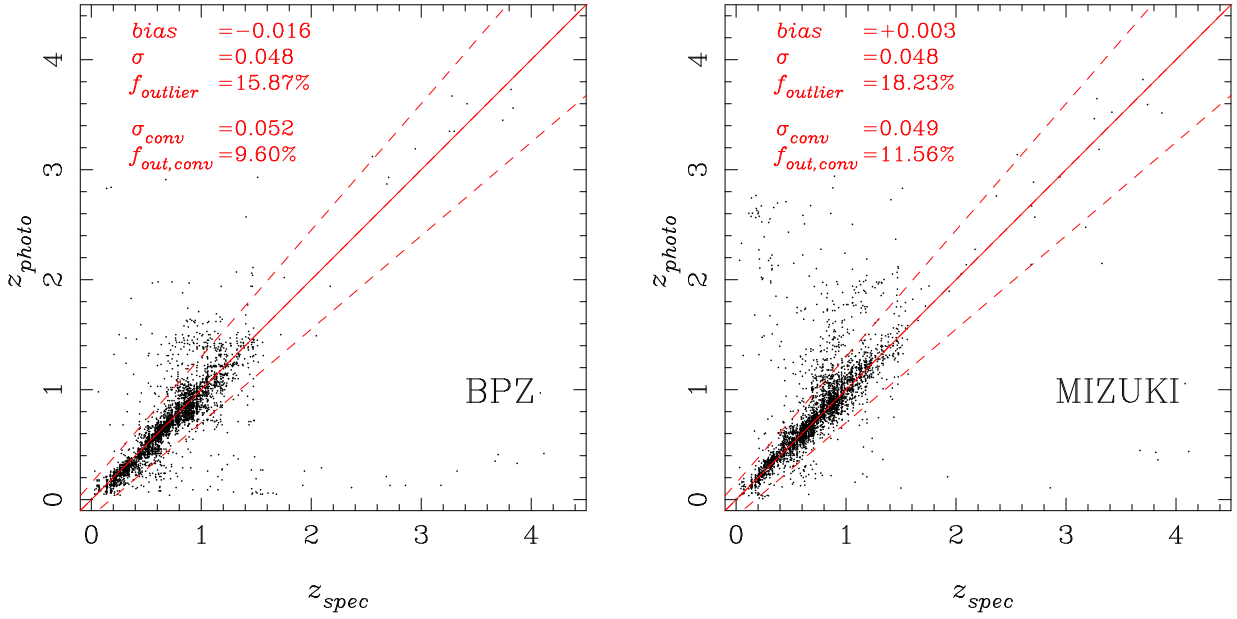 bias =−0.016
σ =0.048
f_outlier =15.87%
σ_conv =0.052
f_out,conv =9.60%
BPZ
z_photo
4
3
2
1
0
0 1 2 3 4
z_spec
bias =+0.003
σ =0.048
f_outlier =18.23%
σ_conv =0.049
f_out,conv =11.56%
MIZUKI
z_photo
4
3
2
1
0
0 1 2 3 4
z_spec